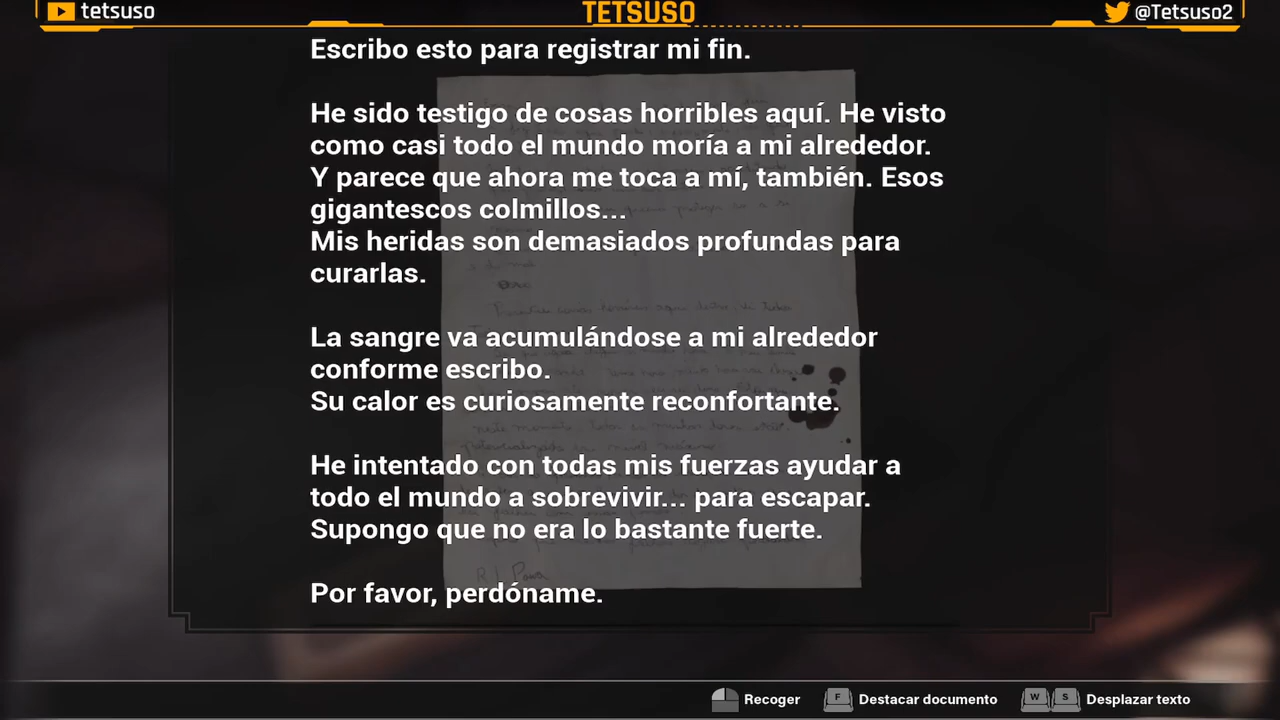 tetsuso
TETSUSO
@Tetsuso2
Escribo esto para registrar mi fin.
He sido testigo de cosas horribles aquí. He visto
como casi todo el mundo moría a mi alrededor.
Y parece que ahora me toca a mí, también. Esos
gigantescos colmillos...
Mis heridas son demasiados profundas para
curarlas.
La sangre va acumulándose a mi alrededor
conforme escribo.
Su calor es curiosamente reconfortante.
He intentado con todas mis fuerzas ayudar a
todo el mundo a sobrevivir... para escapar.
Supongo que no era lo bastante fuerte.
Por favor, perdóname.
Recoger
F
Destacar documento
W S
Desplazar texto